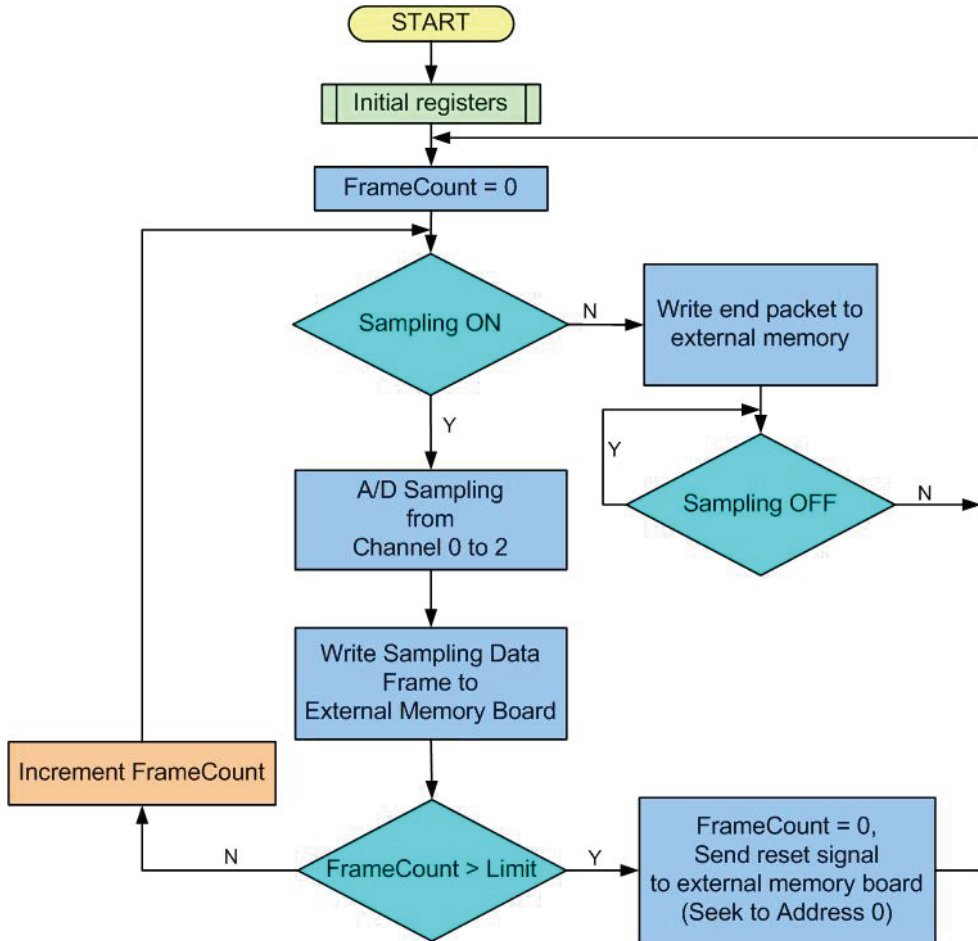 START
Initial registers
FrameCount = 0
Sampling ON
N
Write end packet to
external memory
Y
Y
Sampling OFF
N
A/D Sampling
from
Channel 0 to 2
Write Sampling Data
Frame to
External Memory Board
Increment FrameCount
N
FrameCount > Limit
Y
FrameCount = 0,
Send reset signal
to external memory board
(Seek to Address 0)